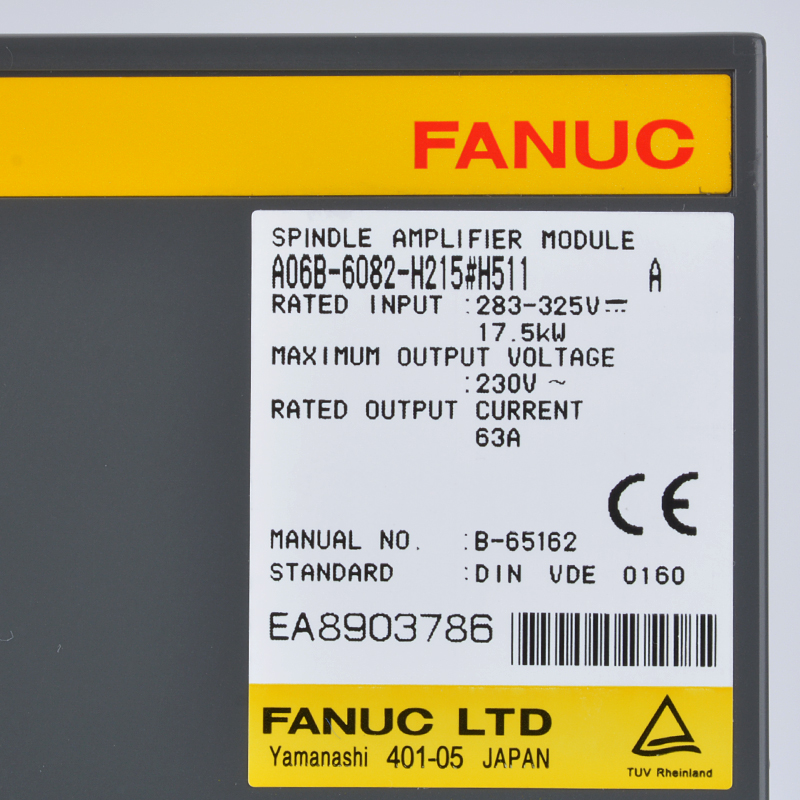 FANUC
SPINDLE AMPLIFIER MODULE
A06B-6082-H215#H511 A
RATED INPUT :283-325V⎓
17.5kW
MAXIMUM OUTPUT VOLTAGE
:230V ~
RATED OUTPUT CURRENT
63A
CE
MANUAL NO. :B-65162
STANDARD :DIN VDE 0160
EA8903786
FANUC LTD
Yamanashi 401-05 JAPAN
TUV Rheinland